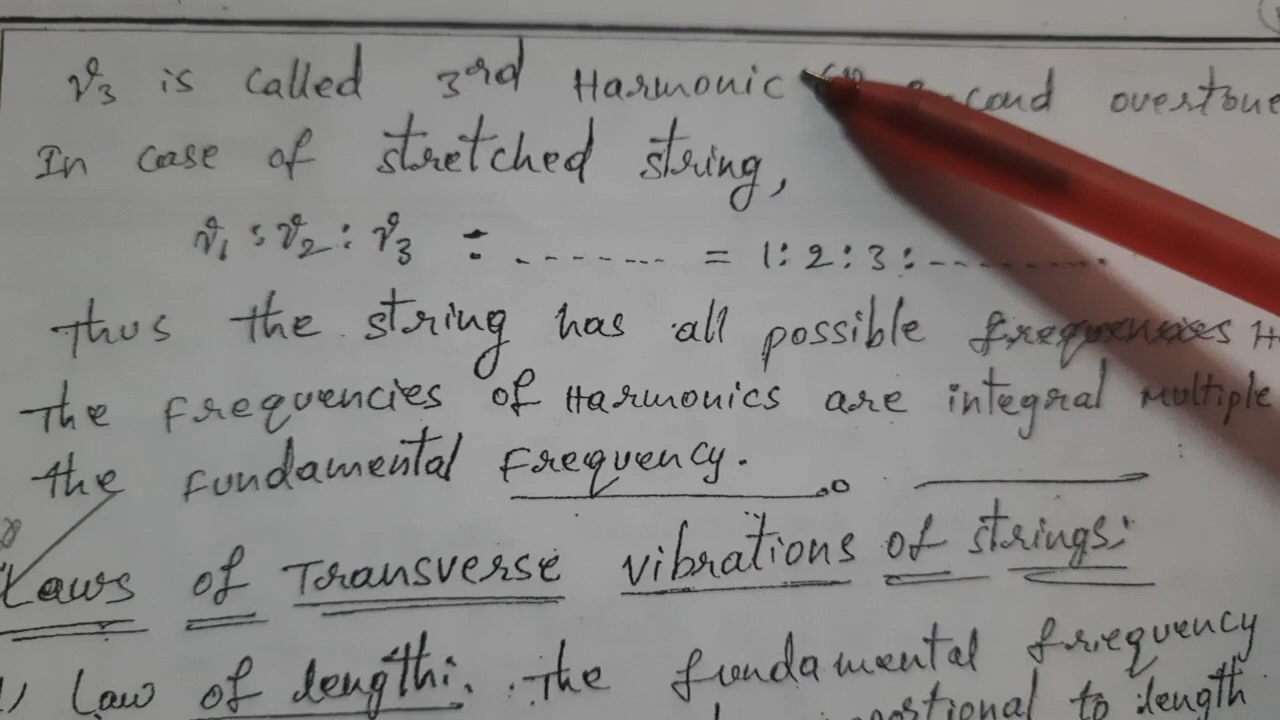 ν3 is called 3rd Harmonic overtone
In case of stretched string,
ν1 : ν2 : ν3 : ........ = 1:2:3:..........
Thus the string has all possible frequencies
The frequencies of Harmonics are integral multiple
the fundamental frequency.
Laws of Transverse vibrations of strings:
1) Law of length: The fundamental frequency
to length